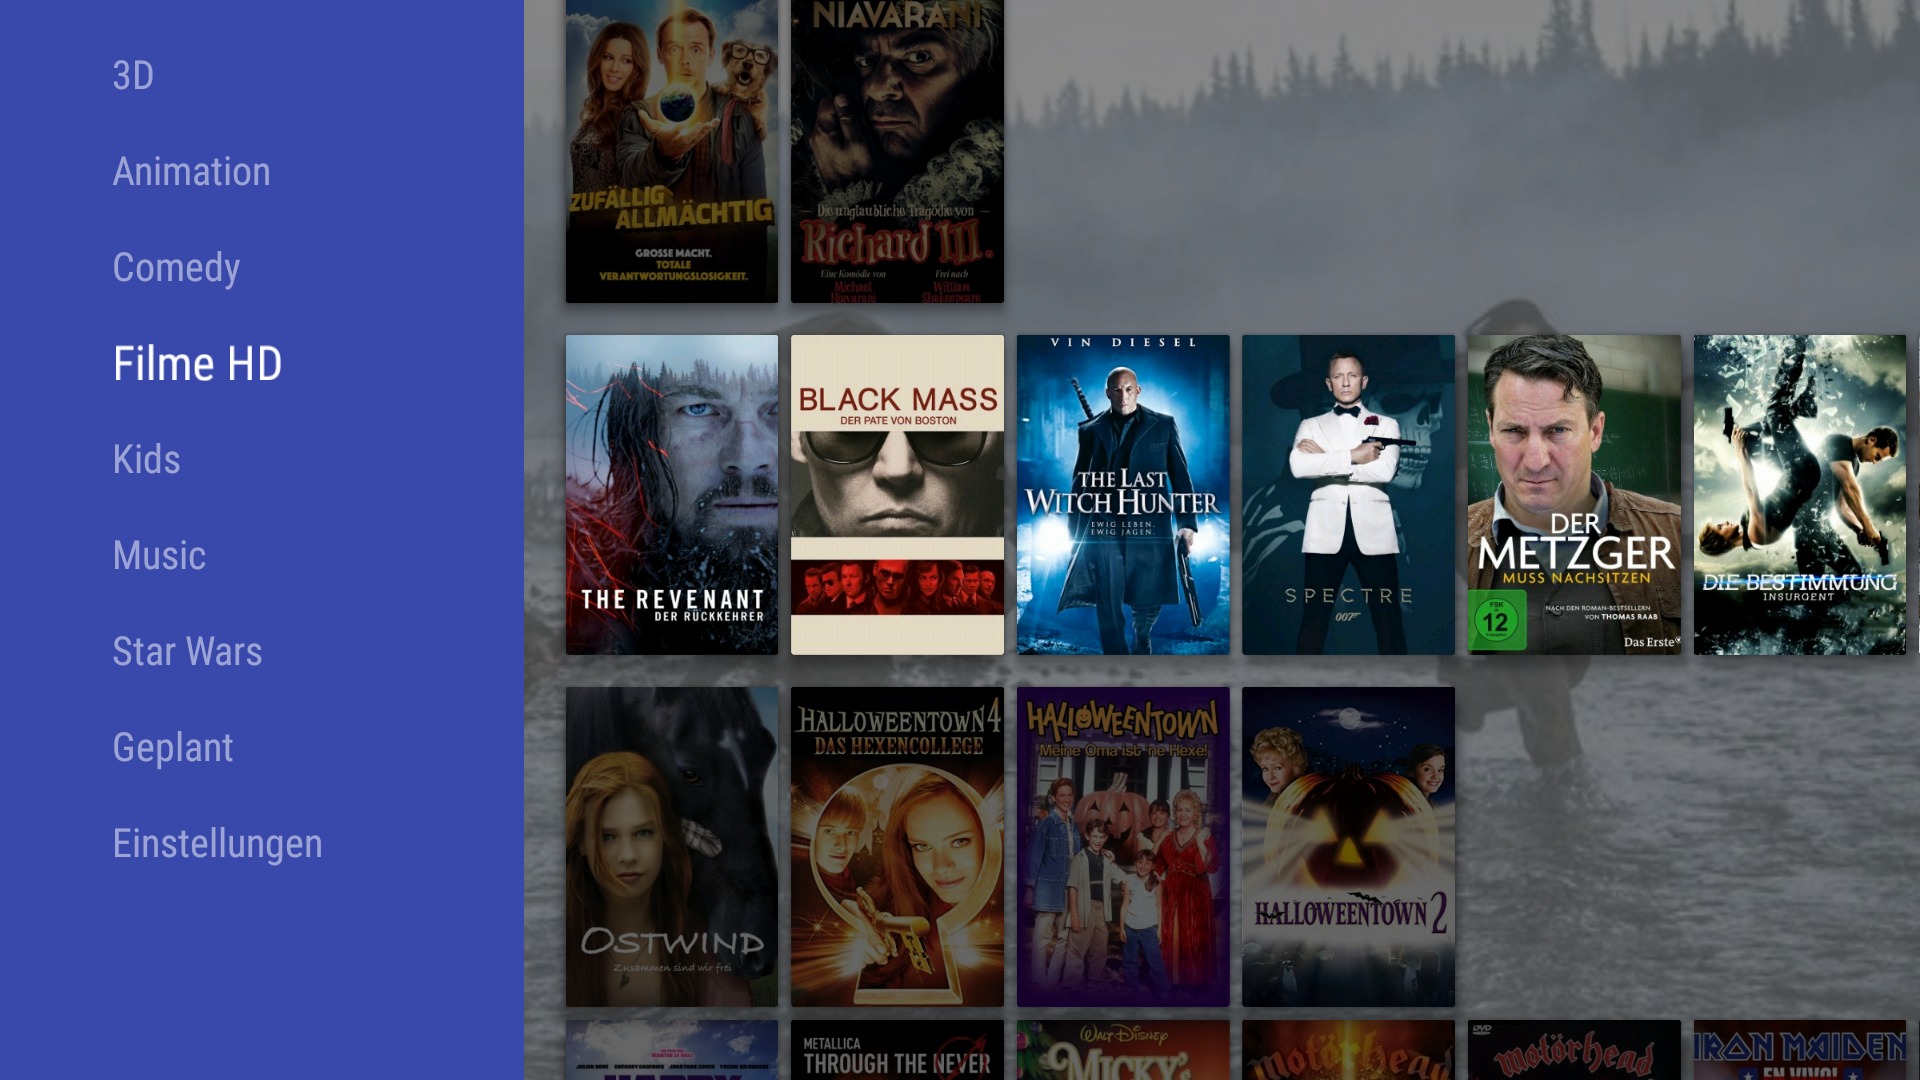 3D
Animation
Comedy
Filme HD
Kids
Music
Star Wars
Geplant
Einstellungen
ZUFÄLLIG
ALLMÄCHTIG
GROSSE MACHT.
TOTALE
VERANTWORTUNGSLOSIGKEIT.
NIAVARANI
Die unglaubliche Tragödie von
Richard III.
Eine Komödie von
Frei nach
Michael
Niavarani
William
Shakespeare
THE REVENANT
DER RÜCKKEHRER
BLACK MASS
DER PATE VON BOSTON
VIN DIESEL
THE LAST
WITCH HUNTER
EWIG LEBEN.
EWIG JAGEN.
SPECTRE
007
DER
METZGER
MUSS NACHSITZEN
FSK
12
NACH DEN ROMAN-BESTSELLERN
VON THOMAS RAAB
Das Erste
DIE BESTIMMUNG
INSURGENT
OSTWIND
Zusammen sind wir frei
HALLOWEENTOWN 4
DAS HEXENCOLLEGE
HALLOWEENTOWN
Meine Oma ist 'ne Hexe!
HALLOWEENTOWN 2
METALLICA
THROUGH THE NEVER
WALT DISNEY
MICKY'S
motörhead
DVD
motörhead
IRON MAIDEN
EN VIVO!